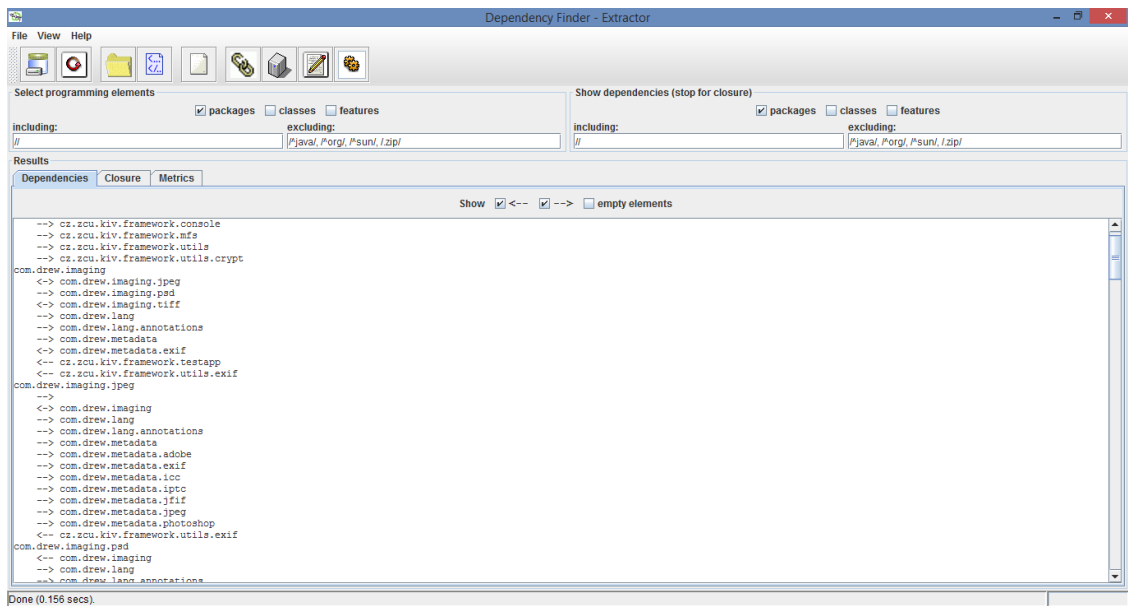 Dependency Finder - Extractor
File View Help
Select programming elements
packages classes features
including: excluding:
// /^java/, /^org/, /^sun/, /.zip/
Show dependencies (stop for closure)
packages classes features
including: excluding:
// /^java/, /^org/, /^sun/, /.zip/
Results
Dependencies Closure Metrics
Show <-- --> empty elements
--> cz.zcu.kiv.framework.console
--> cz.zcu.kiv.framework.mfs
--> cz.zcu.kiv.framework.utils
--> cz.zcu.kiv.framework.utils.crypt
com.drew.imaging
<-> com.drew.imaging.jpeg
--> com.drew.imaging.psd
<-> com.drew.imaging.tiff
--> com.drew.lang
--> com.drew.lang.annotations
--> com.drew.metadata
<-> com.drew.metadata.exif
<-- cz.zcu.kiv.framework.testapp
<-- cz.zcu.kiv.framework.utils.exif
com.drew.imaging.jpeg
-->
<-> com.drew.imaging
--> com.drew.lang
--> com.drew.lang.annotations
--> com.drew.metadata
--> com.drew.metadata.adobe
--> com.drew.metadata.exif
--> com.drew.metadata.icc
--> com.drew.metadata.iptc
--> com.drew.metadata.jfif
--> com.drew.metadata.jpeg
--> com.drew.metadata.photoshop
<-- cz.zcu.kiv.framework.utils.exif
com.drew.imaging.psd
<-- com.drew.imaging
--> com.drew.lang
--> com.drew.lang.annotations
Done (0.156 secs).